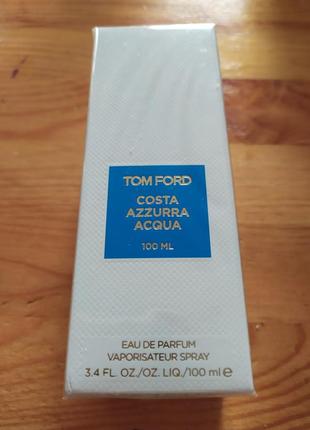 TOM FORD
COSTA
AZZURRA
ACQUA
100 ML
EAU DE PARFUM
VAPORISATEUR SPRAY
3.4 FL. OZ./OZ. LIQ./100 ml ℮